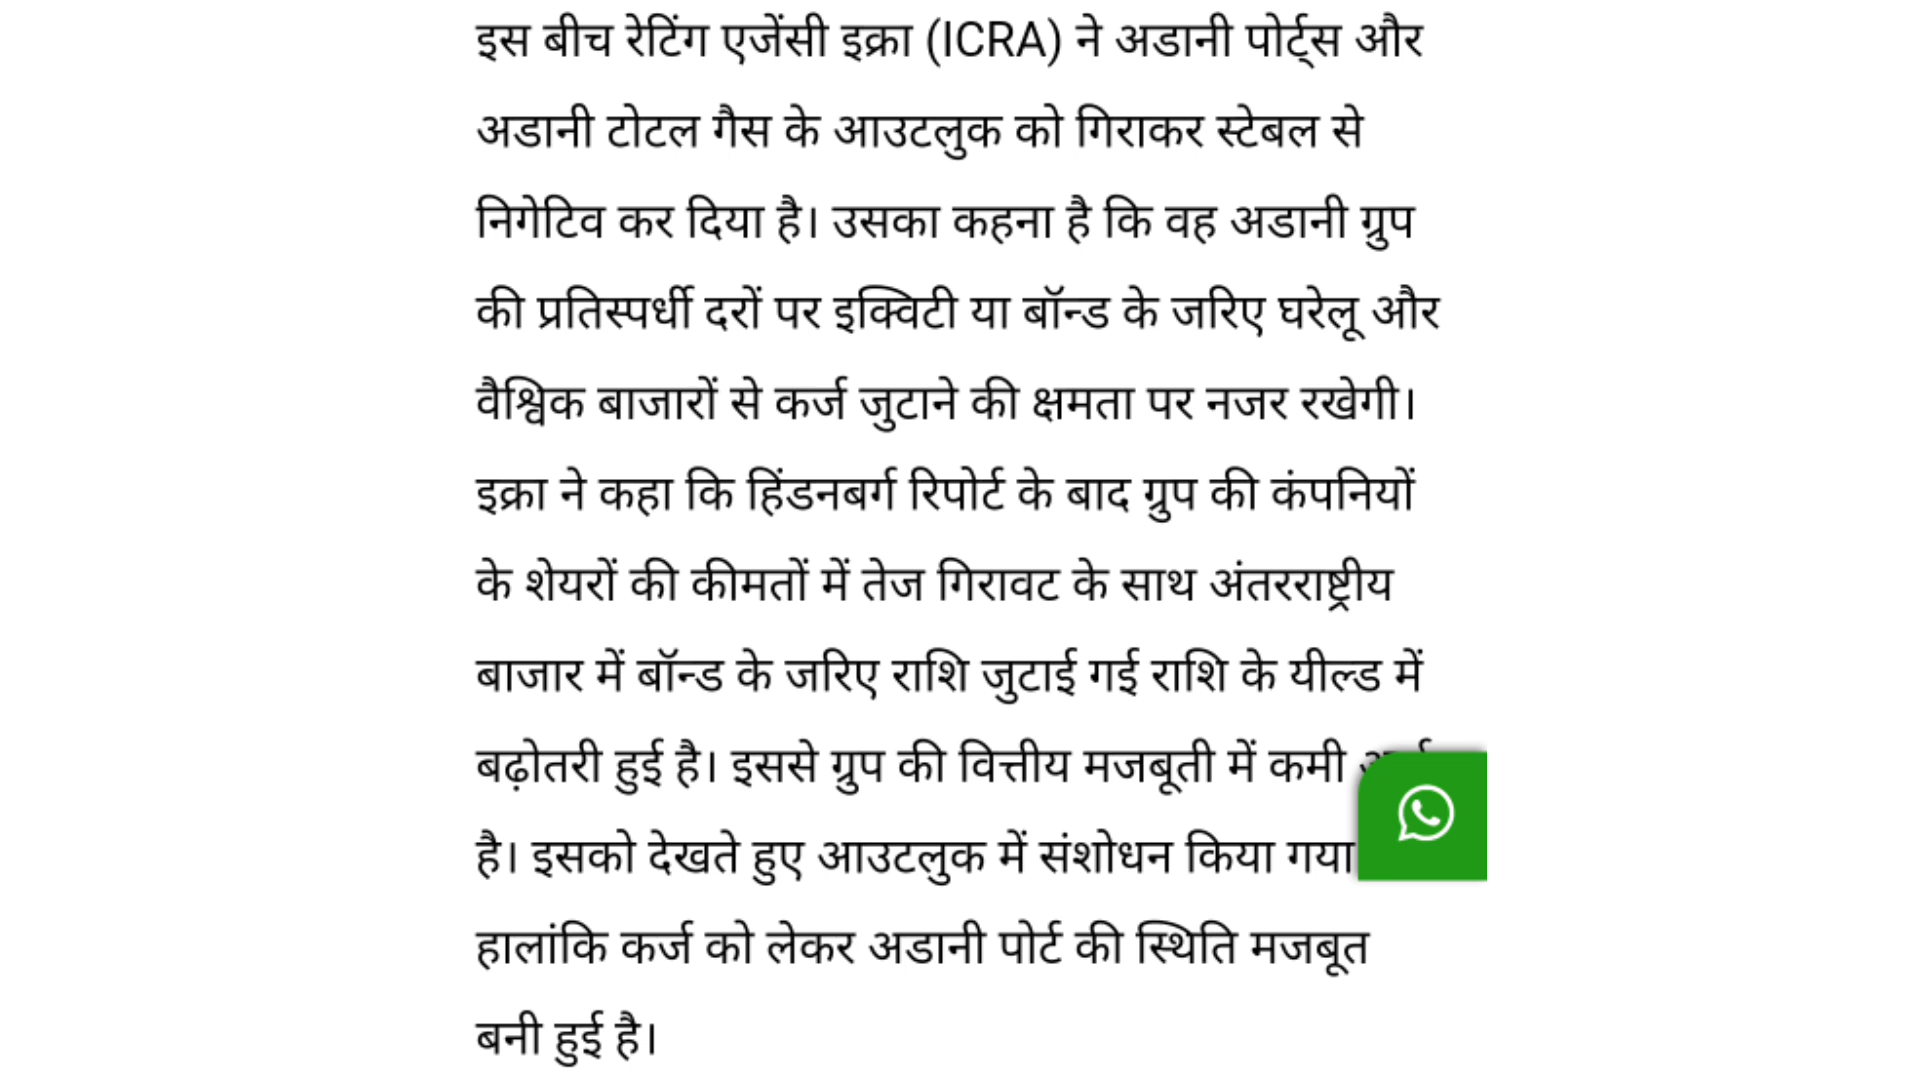 इस बीच रेटिंग एजेंसी इक्रा (ICRA) ने अडानी पोर्ट्स और
अडानी टोटल गैस के आउटलुक को गिराकर स्टेबल से
निगेटिव कर दिया है। उसका कहना है कि वह अडानी ग्रुप
की प्रतिस्पर्धी दरों पर इक्विटी या बॉन्ड के जरिए घरेलू और
वैश्विक बाजारों से कर्ज जुटाने की क्षमता पर नजर रखेगी।
इक्रा ने कहा कि हिंडनबर्ग रिपोर्ट के बाद ग्रुप की कंपनियों
के शेयरों की कीमतों में तेज गिरावट के साथ अंतरराष्ट्रीय
बाजार में बॉन्ड के जरिए राशि जुटाई गई राशि के यील्ड में
बढ़ोतरी हुई है। इससे ग्रुप की वित्तीय मजबूती में कमी
है। इसको देखते हुए आउटलुक में संशोधन किया गया
हालांकि कर्ज को लेकर अडानी पोर्ट की स्थिति मजबूत
बनी हुई है।